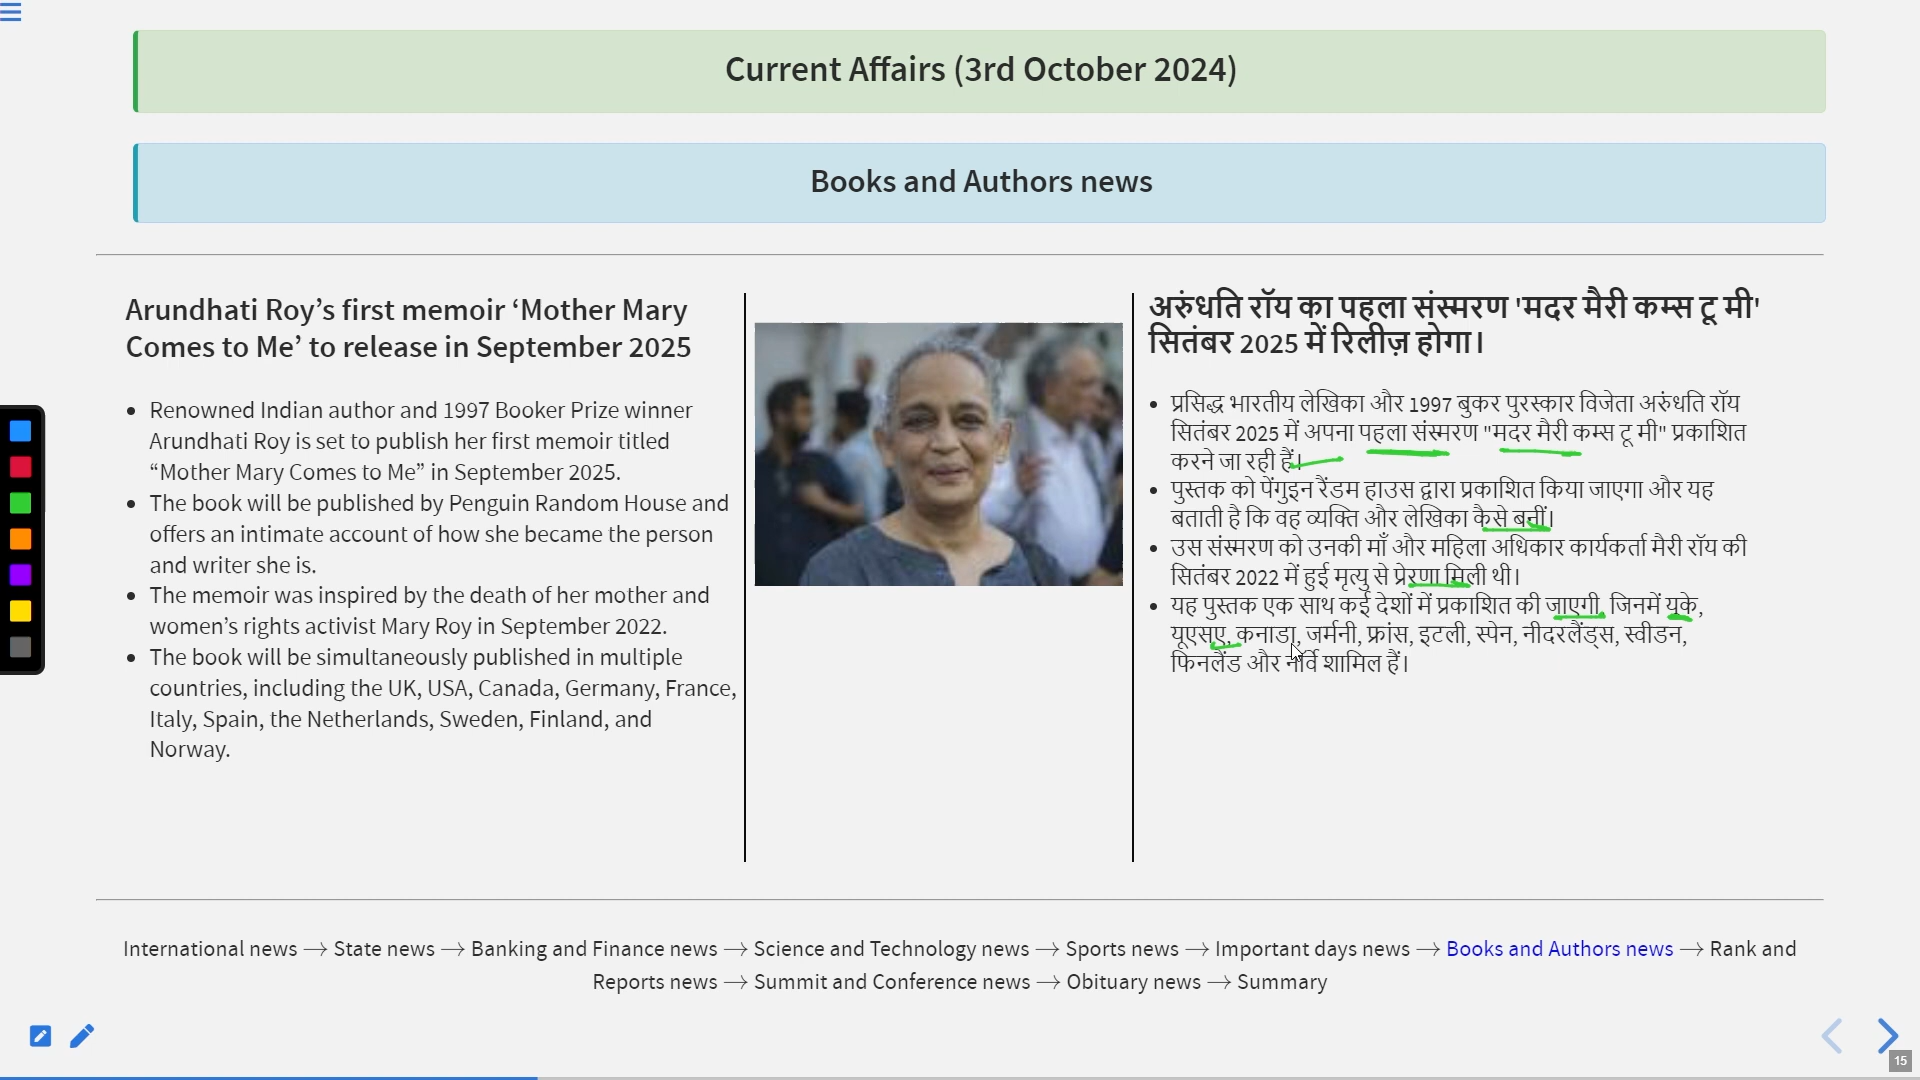 Current Affairs (3rd October 2024)
Books and Authors news
Arundhati Roy’s first memoir ‘Mother Mary
Comes to Me’ to release in September 2025
• Renowned Indian author and 1997 Booker Prize winner
Arundhati Roy is set to publish her first memoir titled
“Mother Mary Comes to Me” in September 2025.
• The book will be published by Penguin Random House and
offers an intimate account of how she became the person
and writer she is.
• The memoir was inspired by the death of her mother and
women’s rights activist Mary Roy in September 2022.
• The book will be simultaneously published in multiple
countries, including the UK, USA, Canada, Germany, France,
Italy, Spain, the Netherlands, Sweden, Finland, and
Norway.
अरुंधति रॉय का पहला संस्मरण 'मदर मैरी कम्स टू मी'
सितंबर 2025 में रिलीज़ होगा।
• प्रसिद्ध भारतीय लेखिका और 1997 बुकर पुरस्कार विजेता अरुंधति रॉय
सितंबर 2025 में अपना पहला संस्मरण "मदर मैरी कम्स टू मी" प्रकाशित
करने जा रही हैं।
• पुस्तक को पेंगुइन रैंडम हाउस द्वारा प्रकाशित किया जाएगा और यह
बताती है कि वह व्यक्ति और लेखिका कैसे बनीं।
• उस संस्मरण को उनकी माँ और महिला अधिकार कार्यकर्ता मैरी रॉय की
सितंबर 2022 में हुई मृत्यु से प्रेरणा मिली थी।
• यह पुस्तक एक साथ कई देशों में प्रकाशित की जाएगी, जिनमें यूके,
यूएसए, कनाडा, जर्मनी, फ्रांस, इटली, स्पेन, नीदरलैंड्स, स्वीडन,
फिनलैंड और नॉर्वे शामिल हैं।
International news → State news → Banking and Finance news → Science and Technology news → Sports news → Important days news → Books and Authors news → Rank and
Reports news → Summit and Conference news → Obituary news → Summary
15